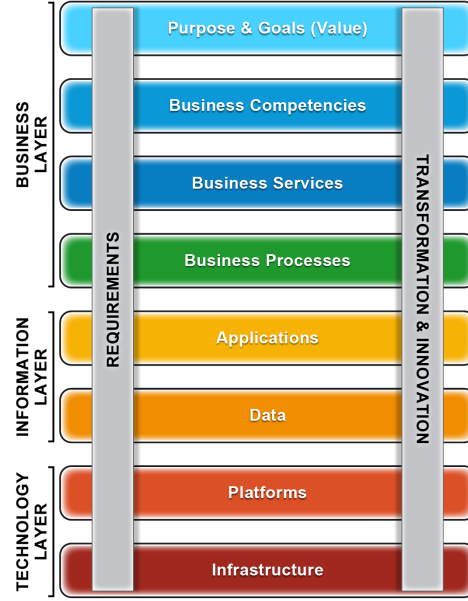 BUSINESS
LAYER
Purpose & Goals (Value)
Business Competencies
Business Services
Business Processes
INFORMATION
LAYER
Applications
Data
TECHNOLOGY
LAYER
Platforms
Infrastructure
REQUIREMENTS
TRANSFORMATION & INNOVATION